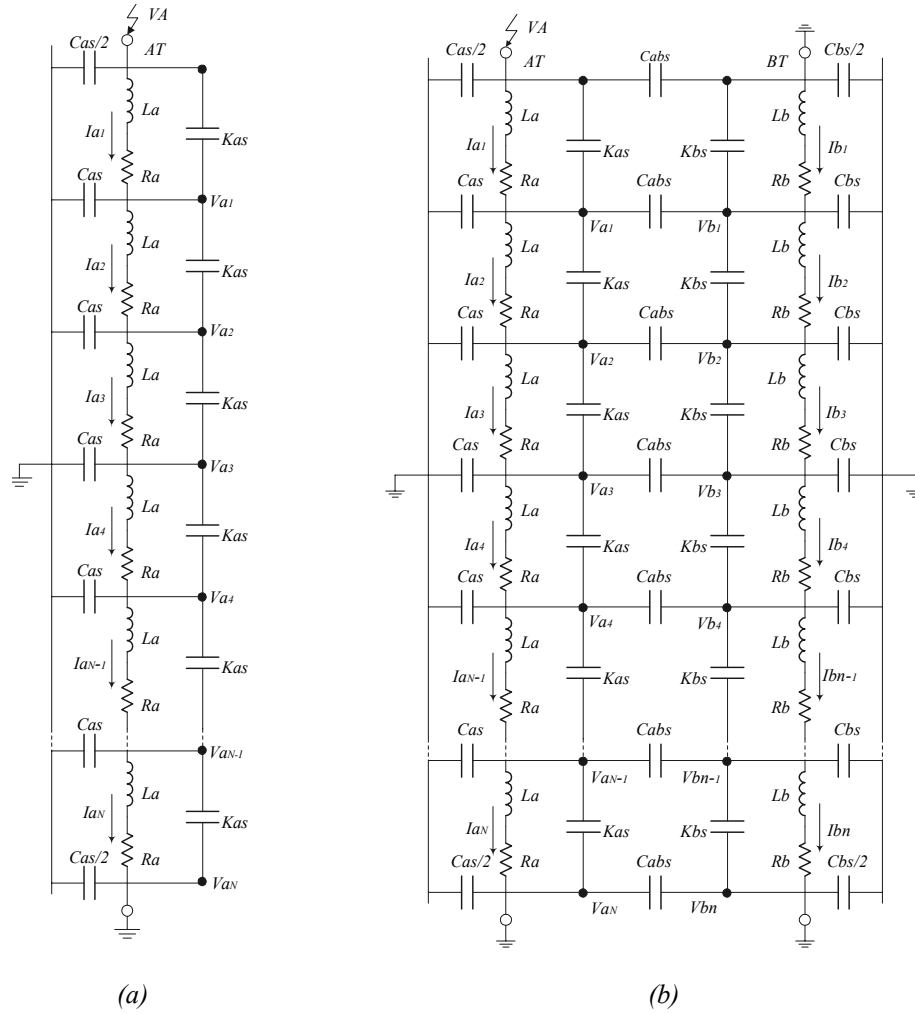 VA
Cas/2
AT
La
Ia1
Kas
Cas
Ra
Va1
La
Ia2
Kas
Cas
Ra
Va2
La
Ia3
Kas
Cas
Ra
Va3
La
Ia4
Kas
Cas
Ra
Va4
La
IaN-1
Kas
Ra
Cas
VaN-1
La
IaN
Kas
Cas/2
Ra
VaN
(a)
VA
Cas/2
AT
Cabs
BT
Cbs/2
La
Lb
Ia1
Kas
Kbs
Ib1
Cas
Ra
Cabs
Rb
Cbs
Va1
Vb1
La
Lb
Ia2
Kas
Kbs
Ib2
Cas
Ra
Cabs
Rb
Cbs
Va2
Vb2
La
Lb
Ia3
Kas
Kbs
Ib3
Cas
Ra
Cabs
Rb
Cbs
Va3
Vb3
La
Lb
Ia4
Kas
Kbs
Ib4
Cas
Ra
Cabs
Rb
Cbs
Va4
Vb4
La
Lb
IaN-1
Kas
Kbs
Ibn-1
Ra
Rb
Cas
Cabs
Cbs
VaN-1
Vbn-1
La
Lb
IaN
Kas
Kbs
Ibn
Cas/2
Ra
Cabs
Rb
Cbs/2
VaN
Vbn
(b)